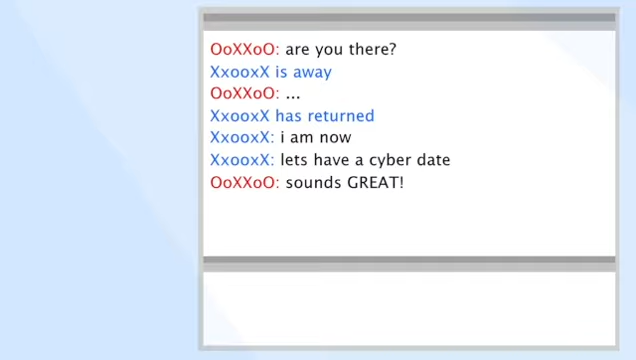 OoXXoO: are you there?
XxooxX is away
OoXXoO: ...
XxooxX has returned
XxooxX: i am now
XxooxX: lets have a cyber date
OoXXoO: sounds GREAT!